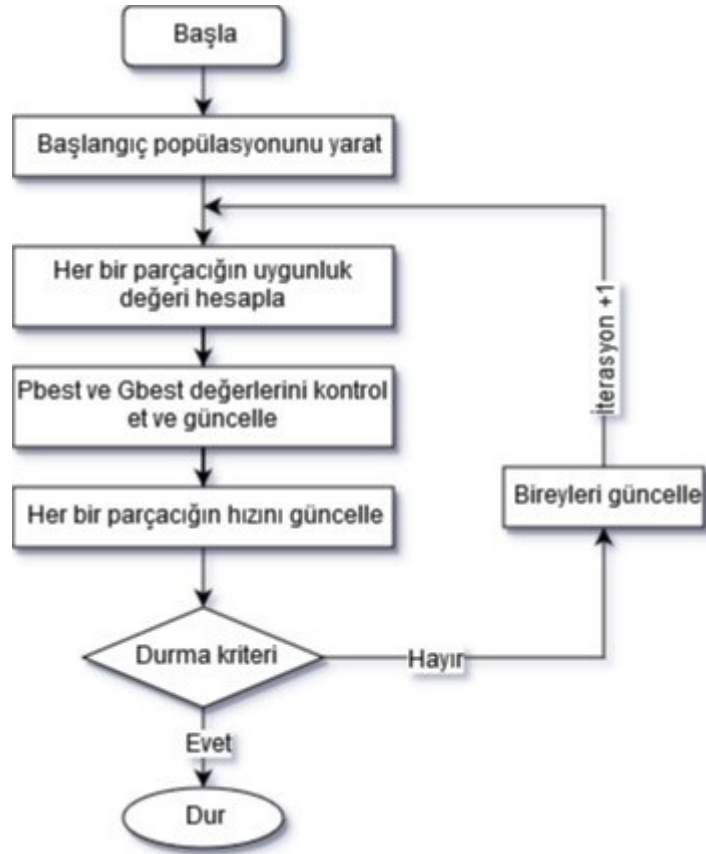 Başla
Başlangıç popülasyonunu yarat
Her bir parçacığın uygunluk
değeri hesapla
Pbest ve Gbest değerlerini kontrol
et ve güncelle
Her bir parçacığın hızını güncelle
Durma kriteri
Hayır
Bireyleri güncelle
İterasyon +1
Evet
Dur